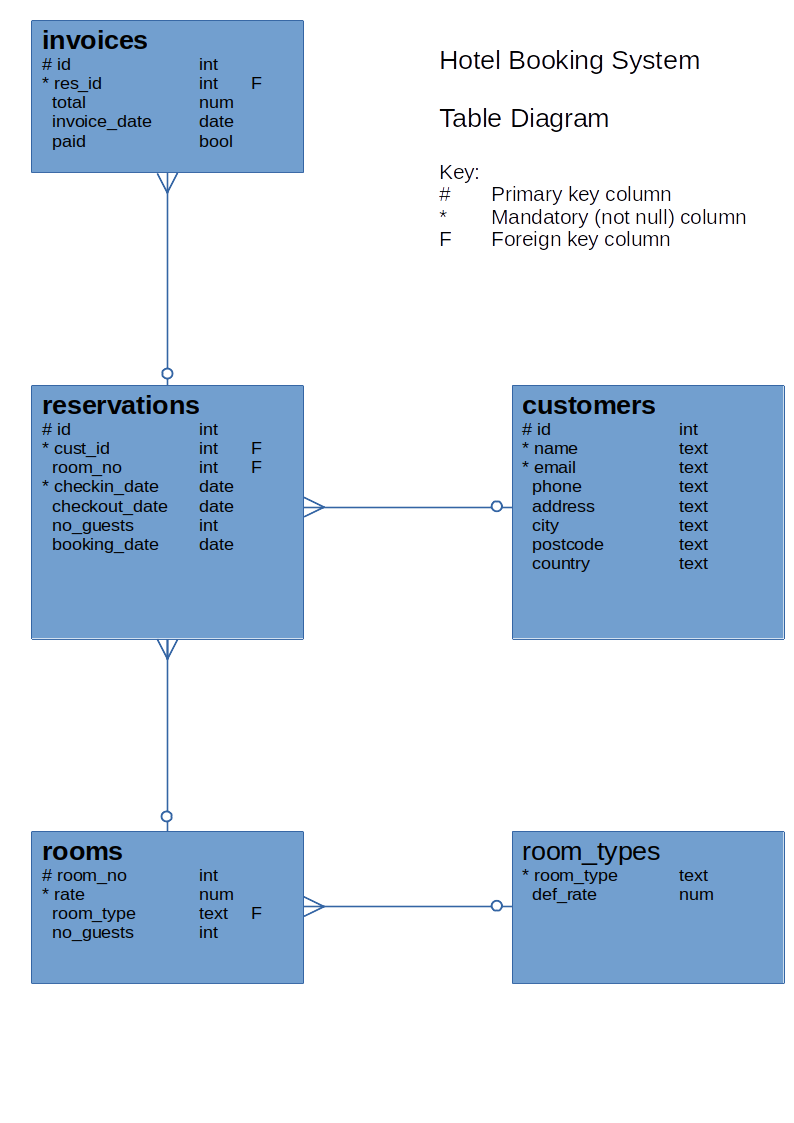 invoices
# id int
* res_id int F
total num
invoice_date date
paid bool
Hotel Booking System
Table Diagram
Key:
# Primary key column
* Mandatory (not null) column
F Foreign key column
reservations
# id int
* cust_id int F
room_no int F
* checkin_date date
checkout_date date
no_guests int
booking_date date
customers
# id int
* name text
* email text
phone text
address text
city text
postcode text
country text
rooms
# room_no int
* rate num
room_type text F
no_guests int
room_types
* room_type text
def_rate num